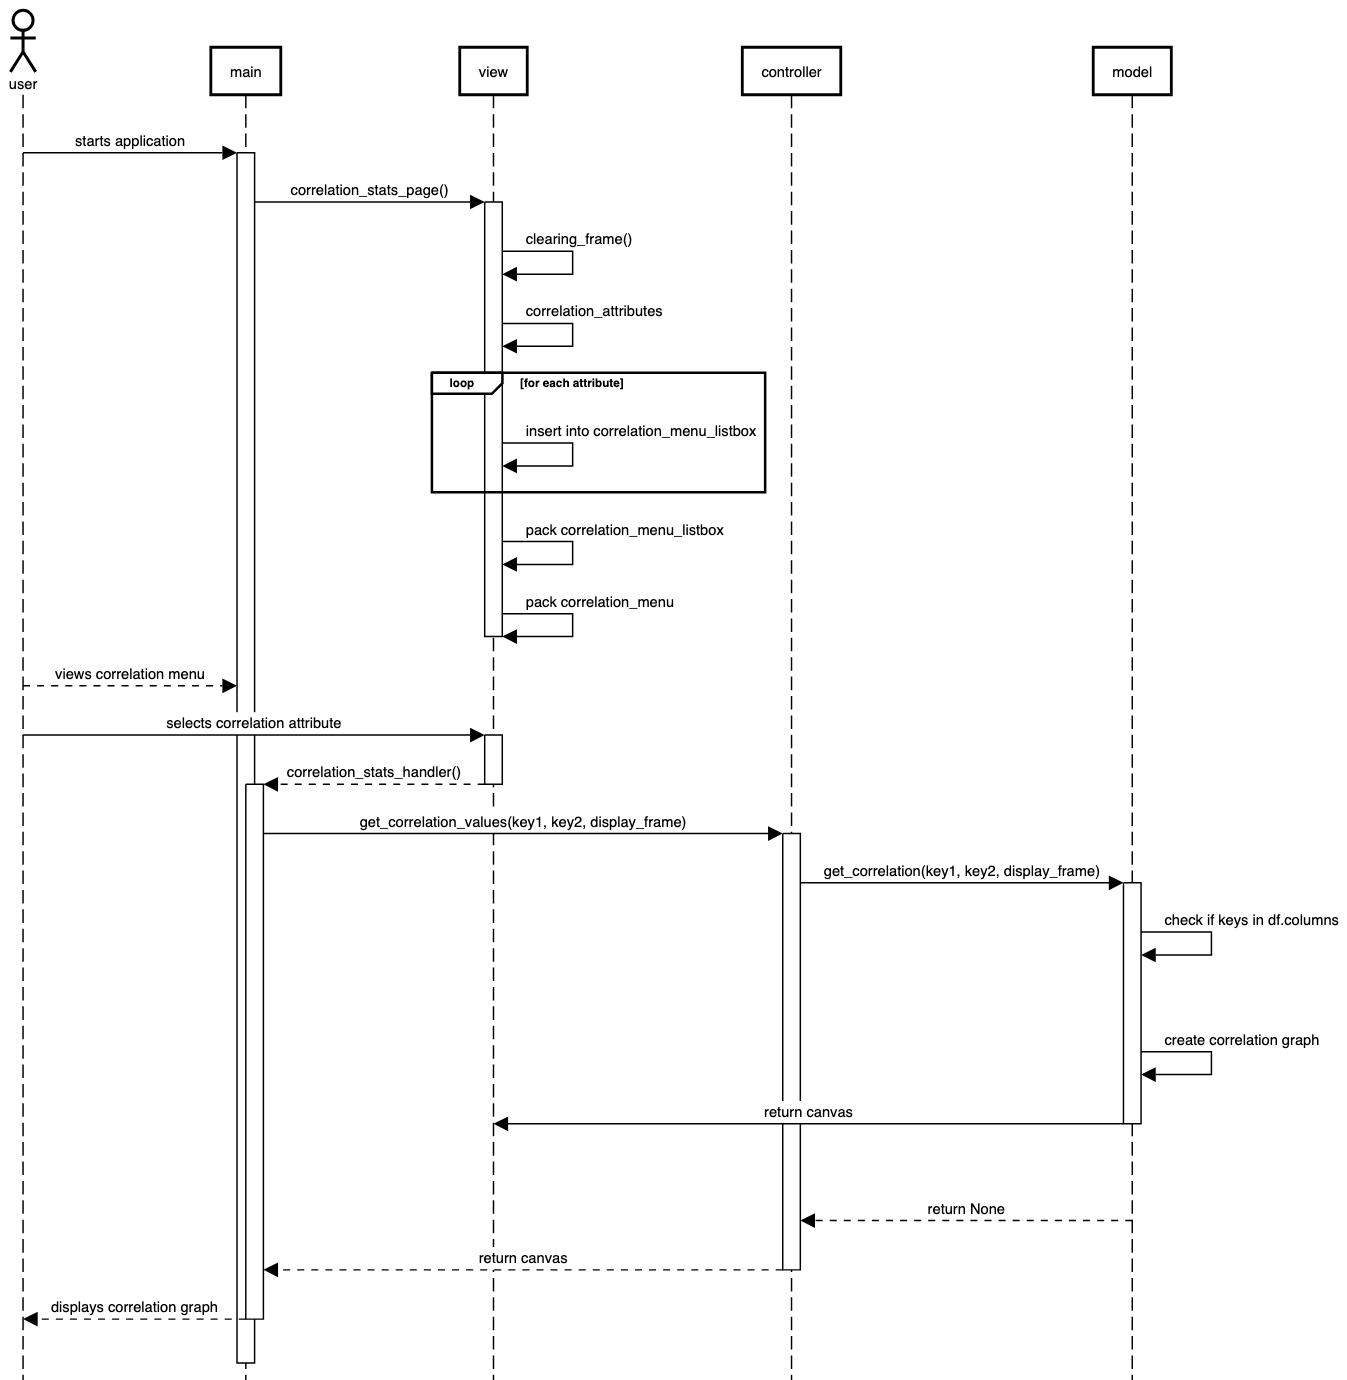 user
main
view
controller
model
starts application
correlation_stats_page()
clearing_frame()
correlation_attributes
loop
[for each attribute]
insert into correlation_menu_listbox
pack correlation_menu_listbox
pack correlation_menu
views correlation menu
selects correlation attribute
correlation_stats_handler()
get_correlation_values(key1, key2, display_frame)
get_correlation(key1, key2, display_frame)
check if keys in df.columns
create correlation graph
return canvas
return None
return canvas
displays correlation graph